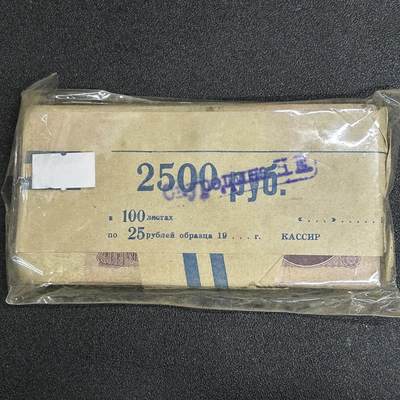 2500 руб.
в 100 листах «...» .....
по 25 рублей образца 19 . . . г. КАССИР